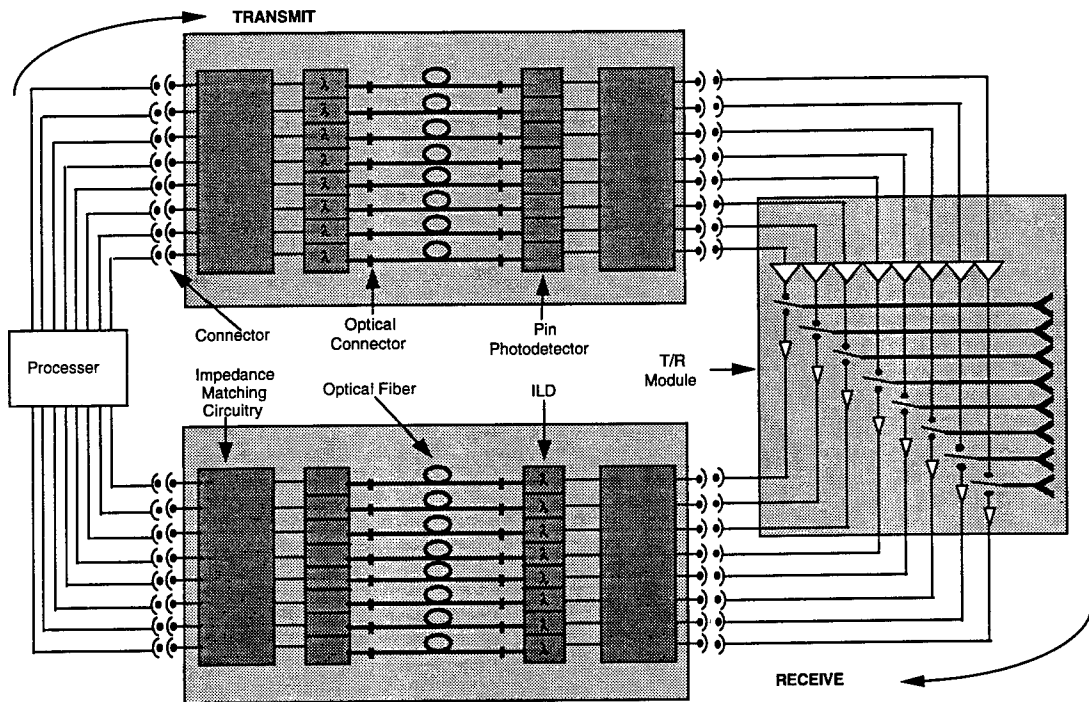 TRANSMIT
λ
λ
λ
λ
λ
λ
λ
λ
Connector
Optical
Connector
Pin
Photodetector
Processer
T/R
Module
Impedance
Matching
Circuitry
Optical Fiber
ILD
λ
λ
λ
λ
λ
λ
λ
λ
RECEIVE